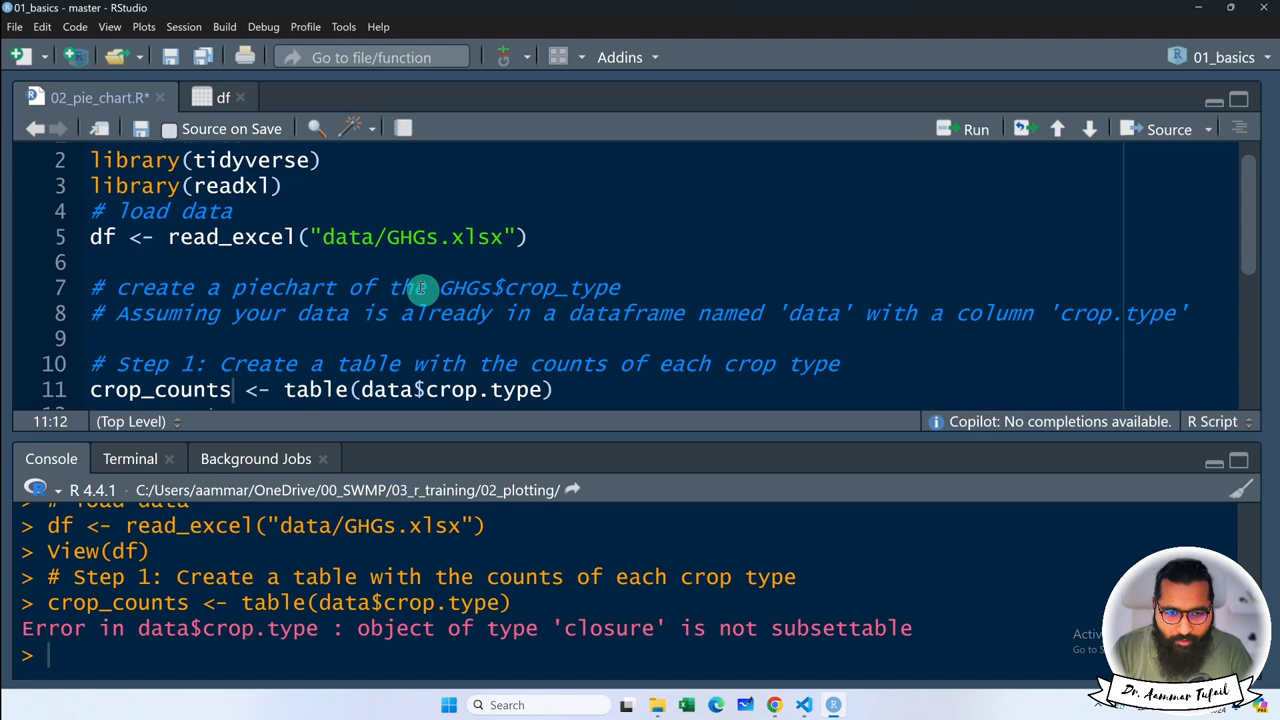 01_basics - master - RStudio
File Edit Code View Plots Session Build Debug Profile Tools Help
Go to file/function Addins 01_basics
02_pie_chart.R* df
Source on Save Run Source
2 library(tidyverse)
3 library(readxl)
4 # load data
5 df <- read_excel("data/GHGs.xlsx")
6
7 # create a piechart of the GHGs$crop_type
8 # Assuming your data is already in a dataframe named 'data' with a column 'crop.type'
9
10 # Step 1: Create a table with the counts of each crop type
11 crop_counts <- table(data$crop.type)
11:12 (Top Level) Copilot: No completions available. R Script
Console Terminal Background Jobs
R 4.4.1 · C:/Users/aammar/OneDrive/00_SWMP/03_r_training/02_plotting/
> # load data
> df <- read_excel("data/GHGs.xlsx")
> View(df)
> # Step 1: Create a table with the counts of each crop type
> crop_counts <- table(data$crop.type)
Error in data$crop.type : object of type 'closure' is not subsettable
>
Dr. Aammar Tufail
Search